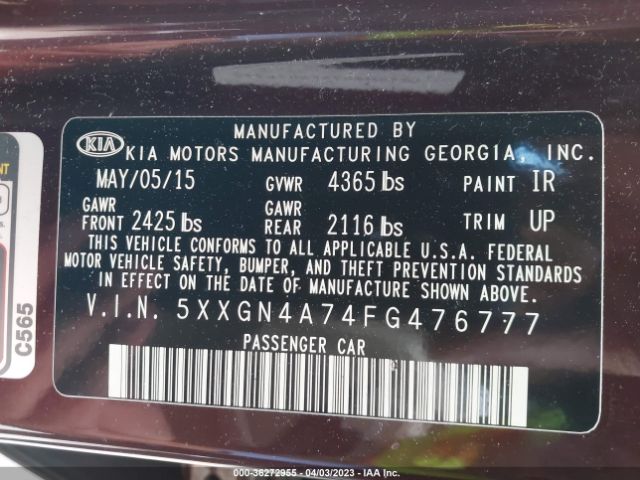 MANUFACTURED BY
KIA KIA MOTORS MANUFACTURING GEORGIA, INC.
MAY/05/15 GVWR 4365 lbs PAINT IR
GAWR FRONT 2425 lbs GAWR REAR 2116 lbs TRIM UP
THIS VEHICLE CONFORMS TO ALL APPLICABLE U.S.A. FEDERAL
MOTOR VEHICLE SAFETY, BUMPER, AND THEFT PREVENTION
STANDARDS IN EFFECT ON THE DATE OF MANUFACTURE SHOWN ABOVE.
V.I.N. 5XXGN4A74FG476777
PASSENGER CAR
C565
000-36272955 - 04/03/2023 - IAA Inc.